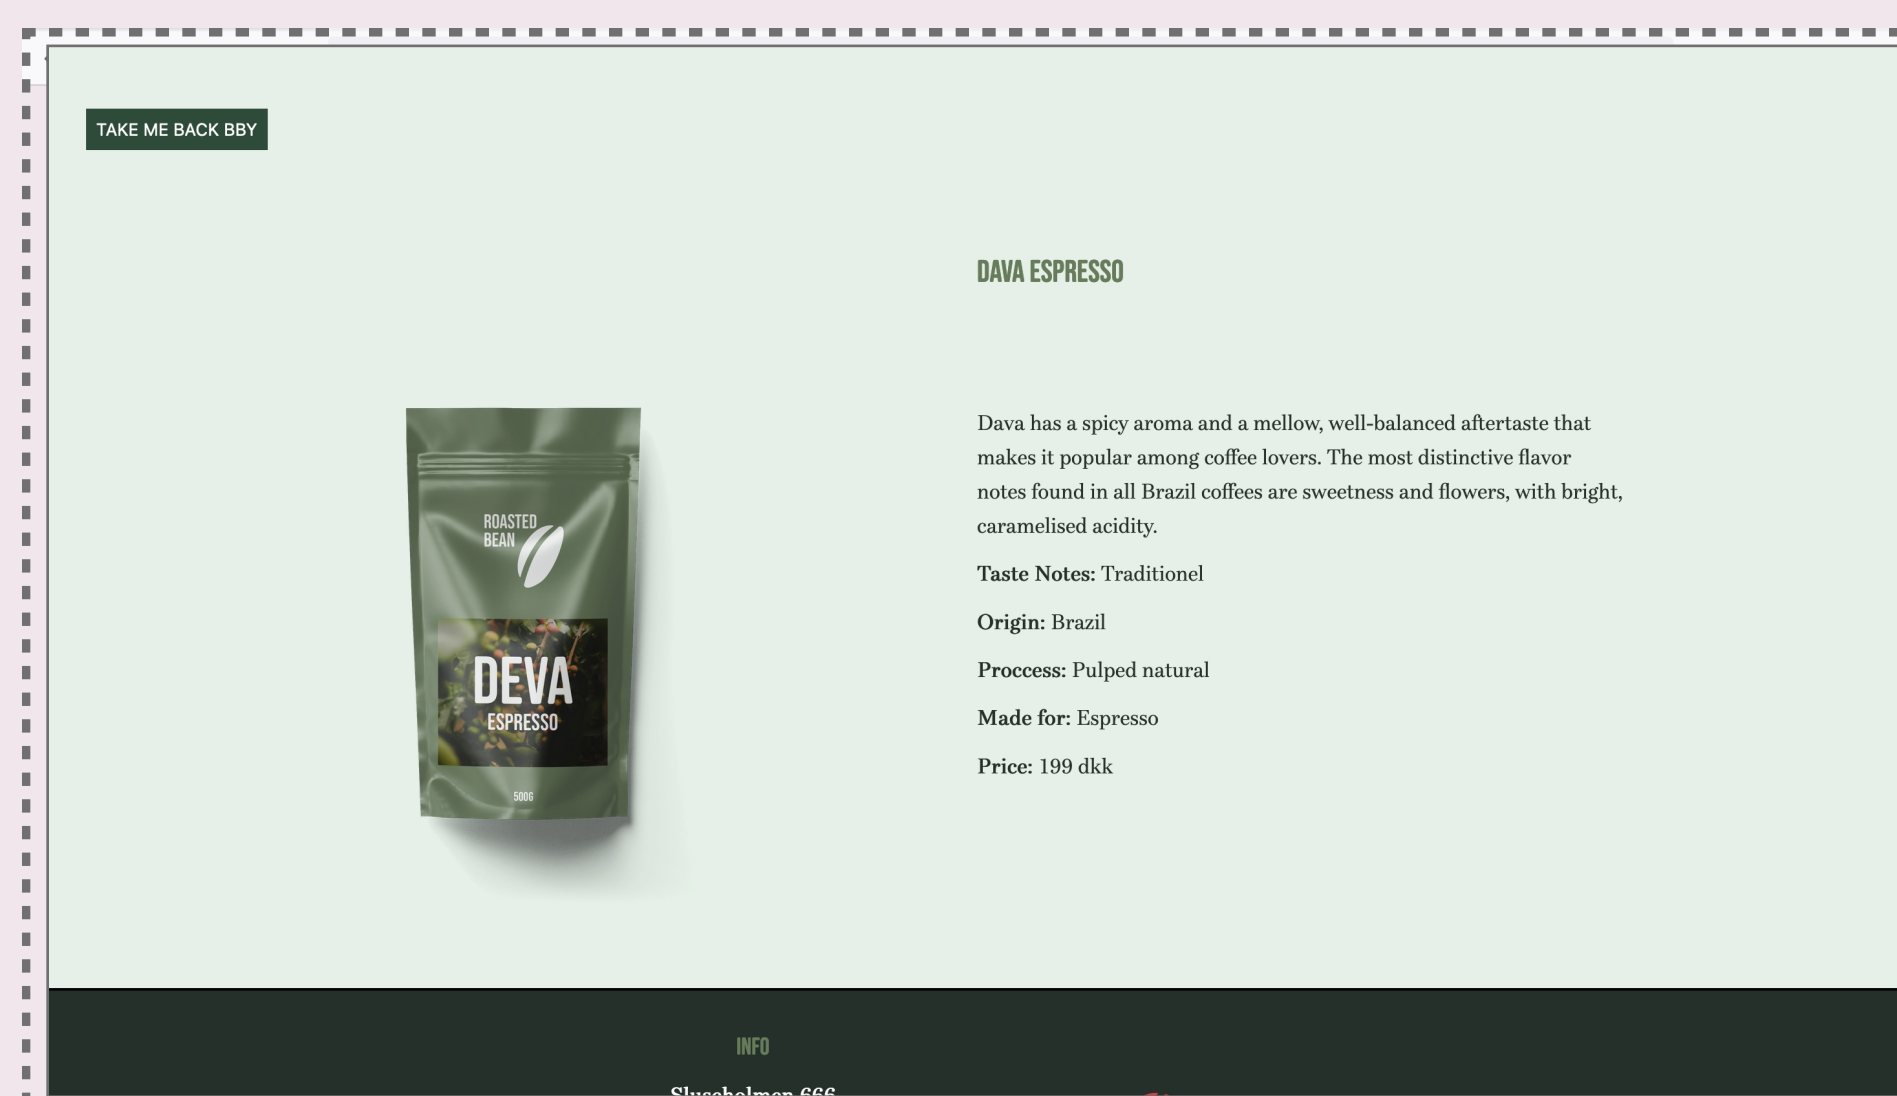 TAKE ME BACK BBY
DAVA ESPRESSO
ROASTED
BEAN
DEVA
ESPRESSO
500G
Dava has a spicy aroma and a mellow, well-balanced aftertaste that
makes it popular among coffee lovers. The most distinctive flavor
notes found in all Brazil coffees are sweetness and flowers, with bright,
caramelised acidity.
Taste Notes: Traditionel
Origin: Brazil
Proccess: Pulped natural
Made for: Espresso
Price: 199 dkk
INFO
Sluseholmen 666